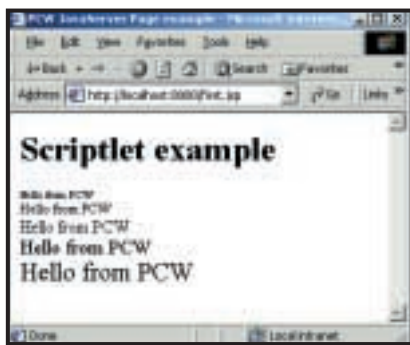 PCW JavaServer Page example - Microsoft Internet
File Edit View Favorites Tools Help
Back Search Favorites
Address http://localhost:8080/first.jsp Go Links
Scriptlet example
Hello from PCW
Hello from PCW
Hello from PCW
Hello from PCW
Hello from PCW
Done Local intranet